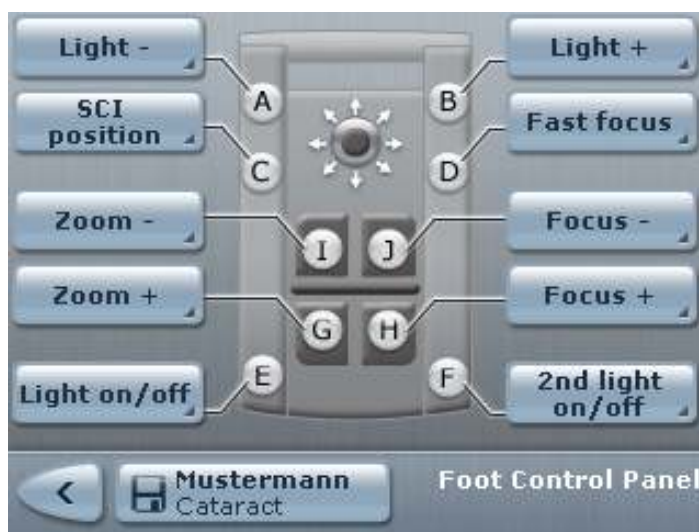 Light -
Light +
A
B
SCI
position
Fast focus
C
D
Zoom -
Focus -
I
J
Zoom +
Focus +
G
H
Light on/off
E
F
2nd light
on/off
Mustermann
Cataract
Foot Control Panel